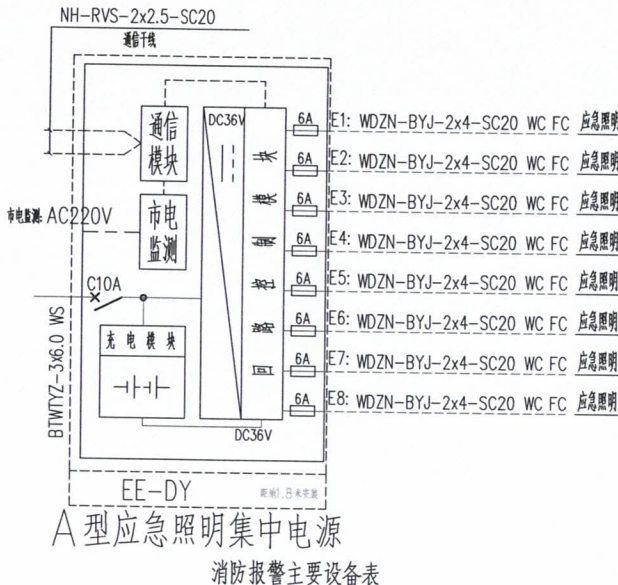 NH-RVS-2x2.5-SC20
通信干线
通信模块
DC36V
市电监测: AC220V
市电监测
C10A
BTWTYZ-3x6.0 WS
充电模块
回路控制模块
DC36V
6A E1: WDZN-BYJ-2x4-SC20 WC FC 应急照明
6A E2: WDZN-BYJ-2x4-SC20 WC FC 应急照明
6A E3: WDZN-BYJ-2x4-SC20 WC FC 应急照明
6A E4: WDZN-BYJ-2x4-SC20 WC FC 应急照明
6A E5: WDZN-BYJ-2x4-SC20 WC FC 应急照明
6A E6: WDZN-BYJ-2x4-SC20 WC FC 应急照明
6A E7: WDZN-BYJ-2x4-SC20 WC FC 应急照明
6A E8: WDZN-BYJ-2x4-SC20 WC FC 应急照明
EE-DY
距地1.8米安装
A型应急照明集中电源
消防报警主要设备表